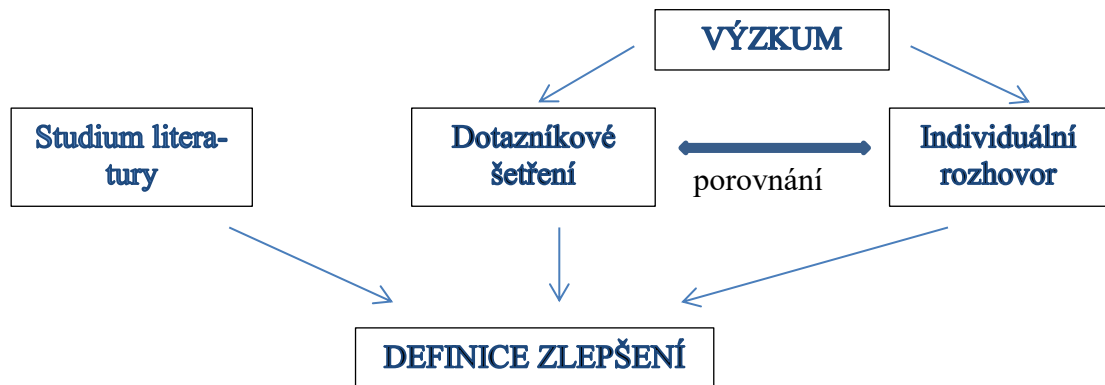 VÝZKUM
Studium litera-
tury
Dotazníkové
šetření
porovnání
Individuální
rozhovor
DEFINICE ZLEPŠENÍ